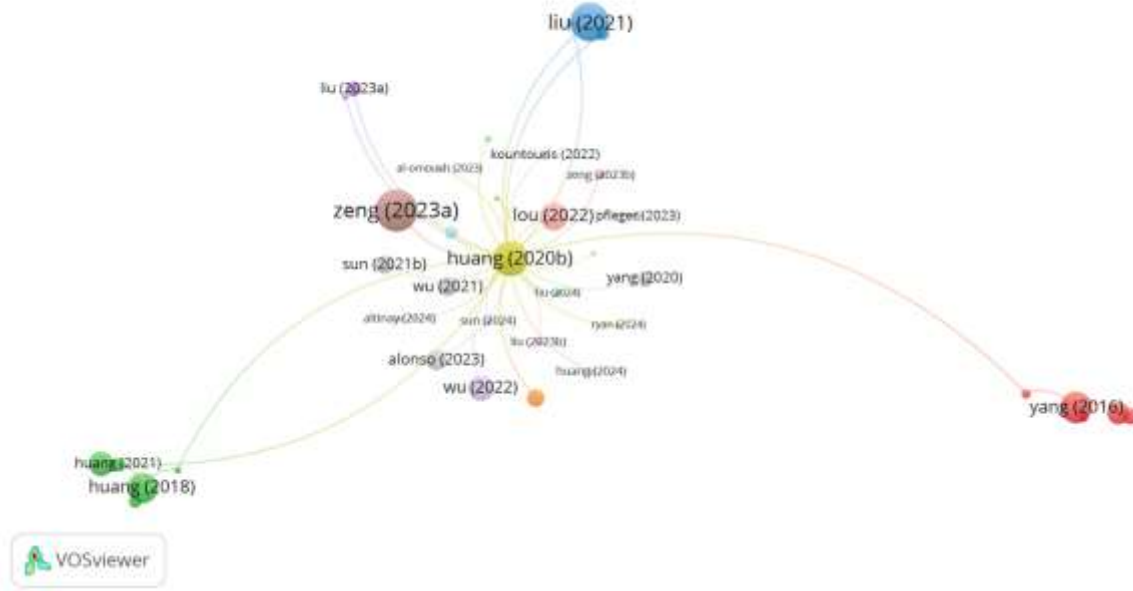 liu (2021)
liu (2023a)
kountouris (2022)
al-omoush (2023)
zeng (2023b)
zeng (2023a)
lou (2022)
pfleger (2023)
huang (2020b)
sun (2021b)
yang (2020)
wu (2021)
liu (2024)
altinay (2024)
sun (2024)
ryan (2024)
liu (2023b)
alonso (2023)
huang (2024)
wu (2022)
yang (2016)
huang (2021)
huang (2018)
VOSviewer